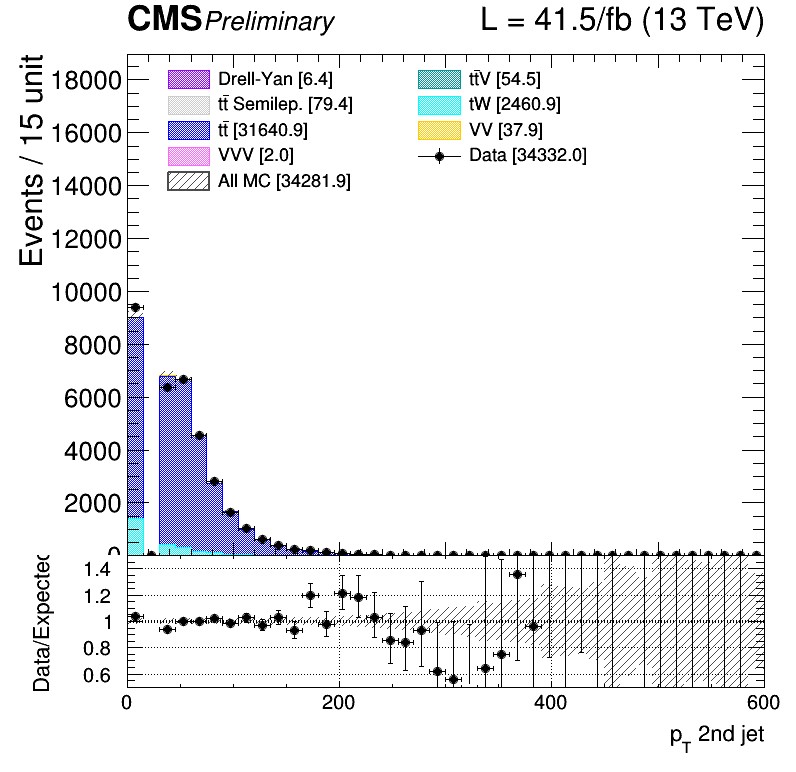 CMS Preliminary L = 41.5/fb (13 TeV)
Events / 15 unit
18000
16000
14000
12000
10000
8000
6000
4000
2000
0
Drell-Yan [6.4]
tt̄ Semilep. [79.4]
tt̄ [31640.9]
VVV [2.0]
All MC [34281.9]
tt̄V [54.5]
tW [2460.9]
VV [37.9]
Data [34332.0]
Data/Expected
1.4
1.2
1
0.8
0.6
0 200 400 600
p_T 2nd jet